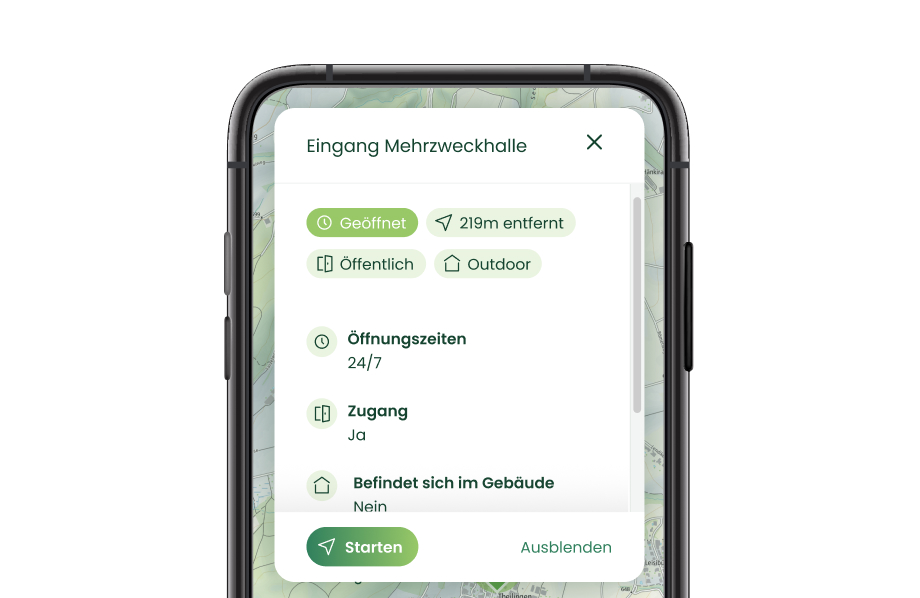 Eingang Mehrzweckhalle
Geöffnet
219m entfernt
Öffentlich
Outdoor
Öffnungszeiten
24/7
Zugang
Ja
Befindet sich im Gebäude
Nein
Starten
Ausblenden
Theilingen